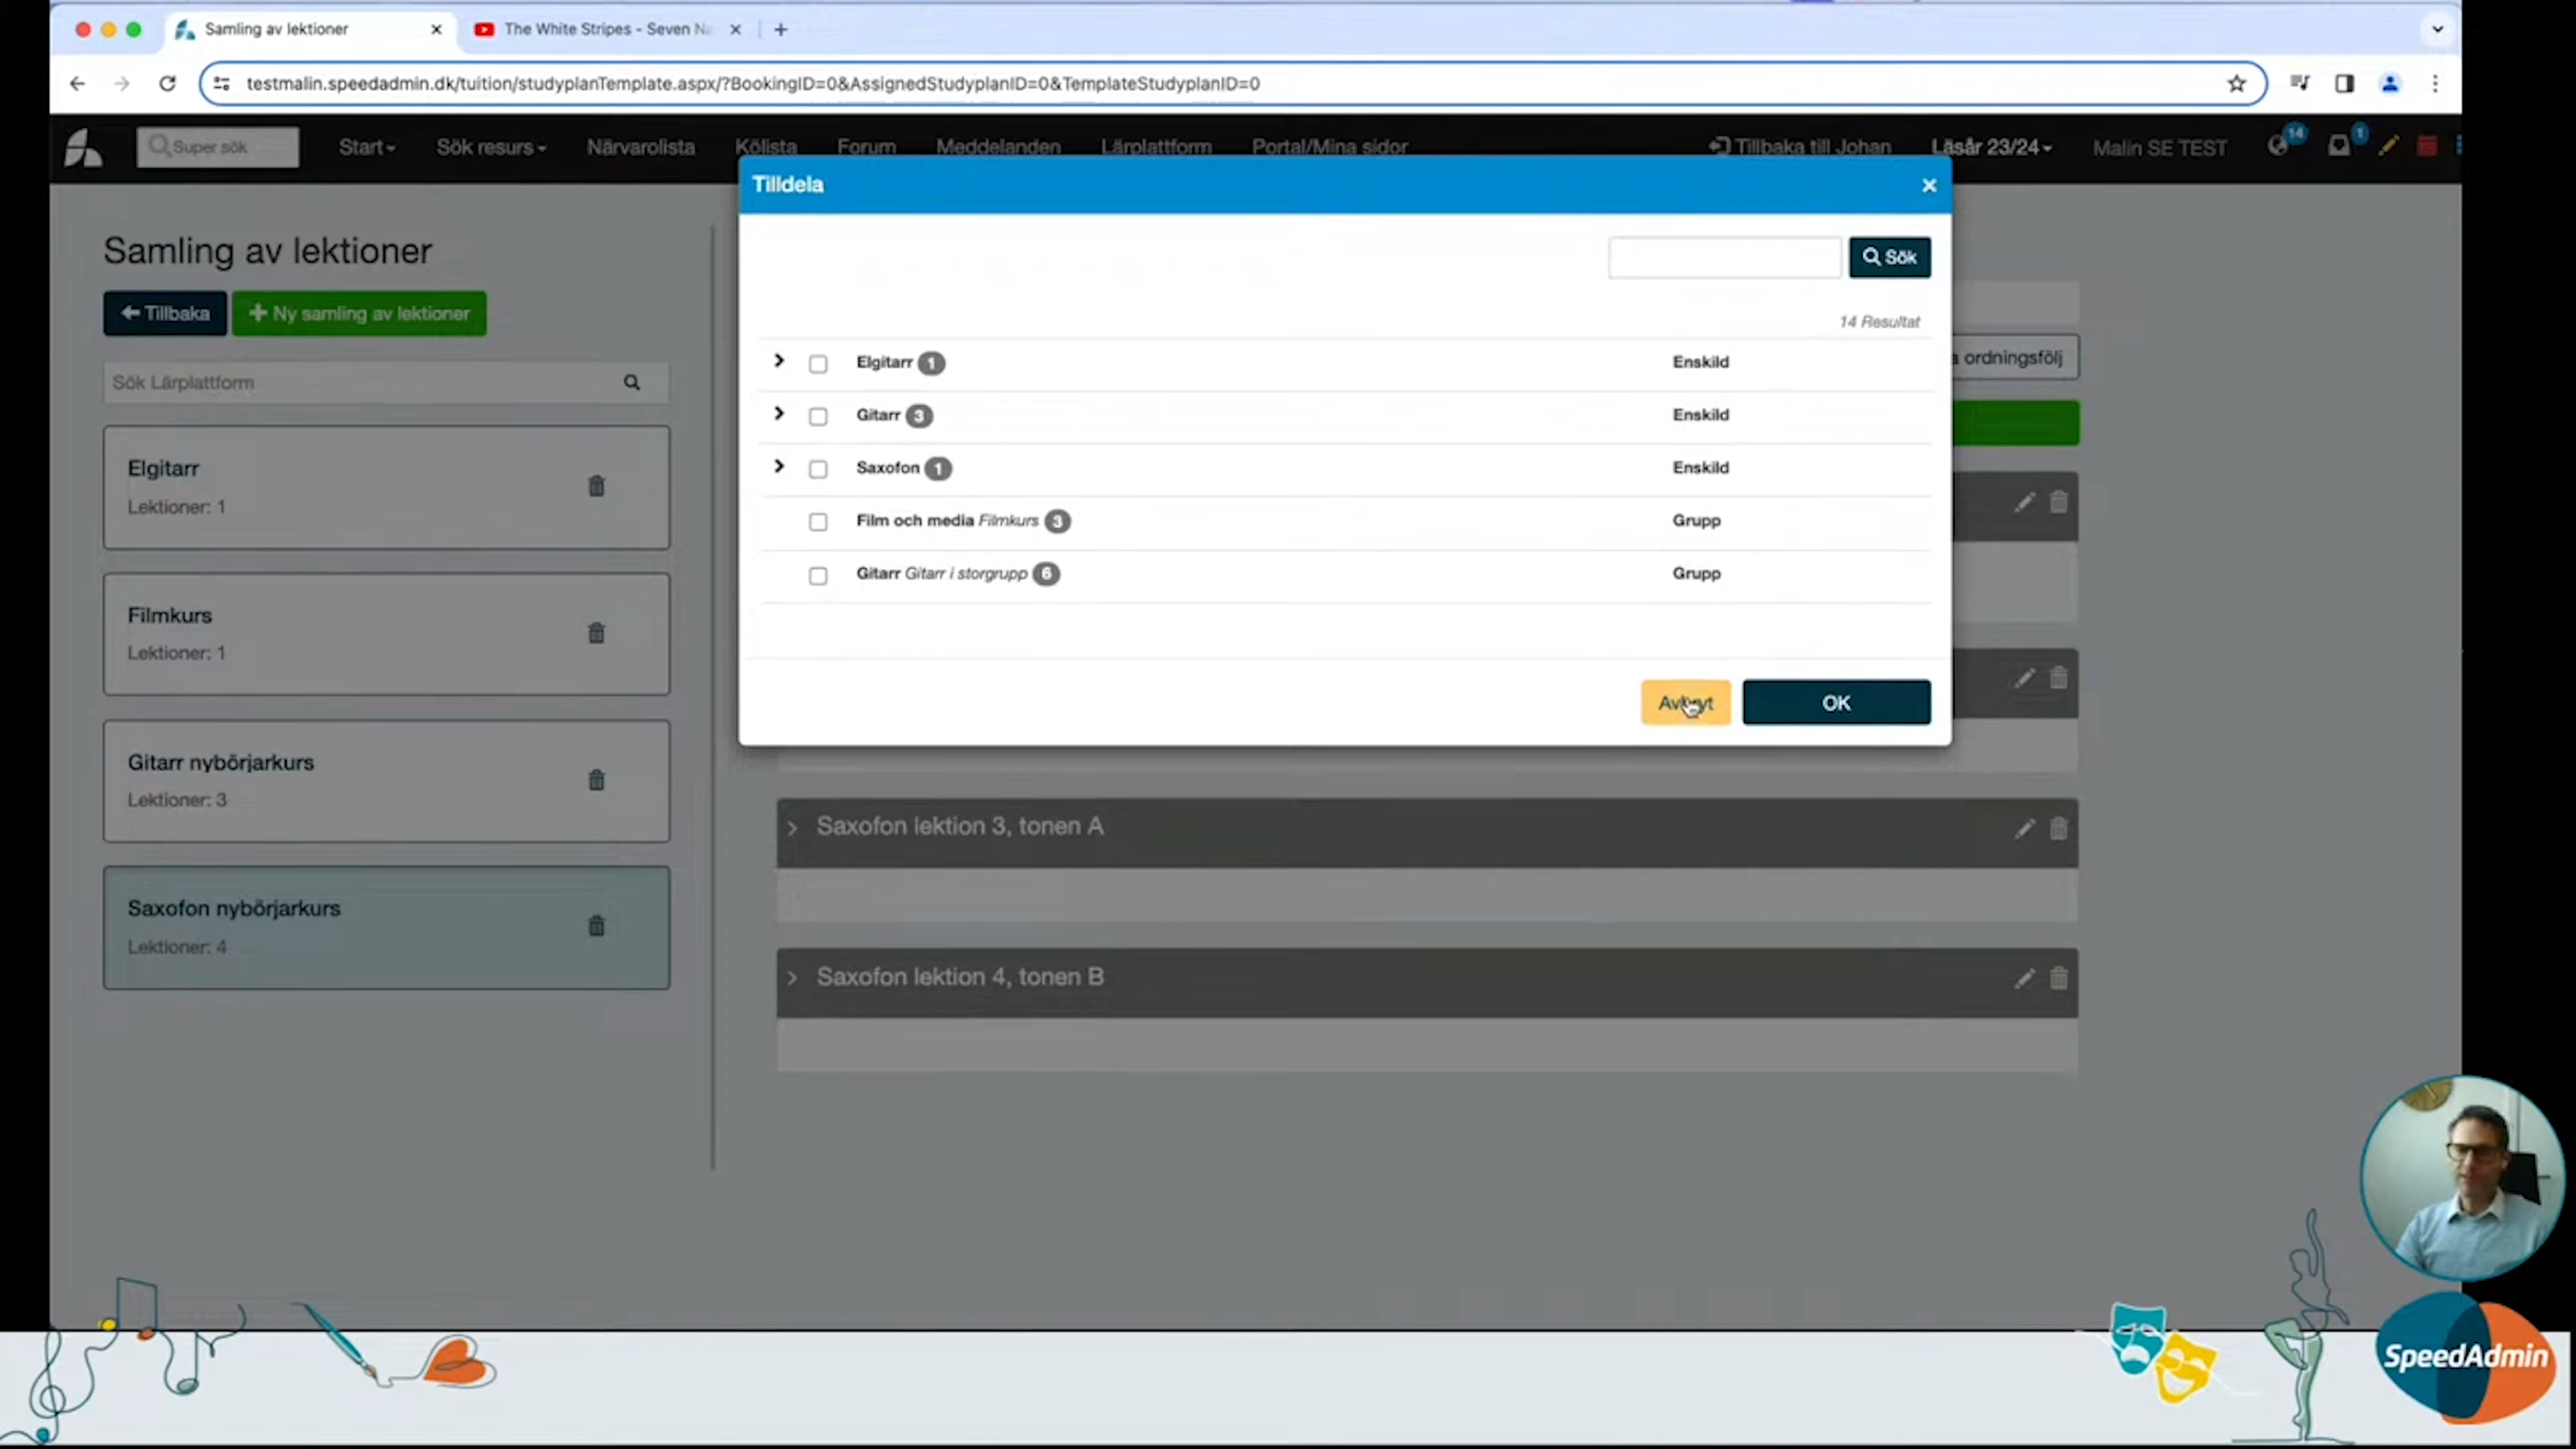 Samling av lektioner
The White Stripes - Seven Na
testmalin.speedadmin.dk/tuition/studyplanTemplate.aspx/?BookingID=0&AssignedStudyplanID=0&TemplateStudyplanID=0
Super sök
Start
Sök resurs
Närvarolista
Kölista
Forum
Meddelanden
Lärplattform
Portal/Mina sidor
Tillbaka till Johan
Läsår 23/24
Malin SE TEST
14
1
Samling av lektioner
Tillbaka
Ny samling av lektioner
Sök Lärplattform
Elgitarr
Lektioner: 1
Filmkurs
Lektioner: 1
Gitarr nybörjarkurs
Lektioner: 3
Saxofon nybörjarkurs
Lektioner: 4
Tilldela
Sök
14 Resultat
Elgitarr 1 Enskild
Gitarr 3 Enskild
Saxofon 1 Enskild
Film och media Filmkurs 3 Grupp
Gitarr Gitarr i storgrupp 6 Grupp
Avbryt
OK
a ordningsfölj
Saxofon lektion 3, tonen A
Saxofon lektion 4, tonen B
SpeedAdmin